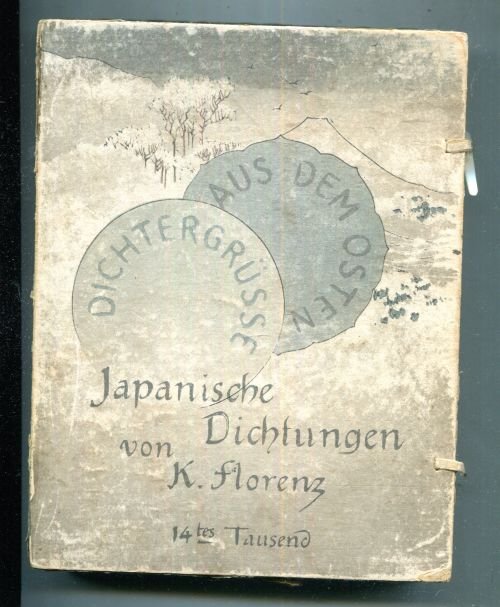 DICHTERGRÜSSE
AUS DEM OSTEN
Japanische
Dichtungen
von
K. Florenz
14tes Tausend